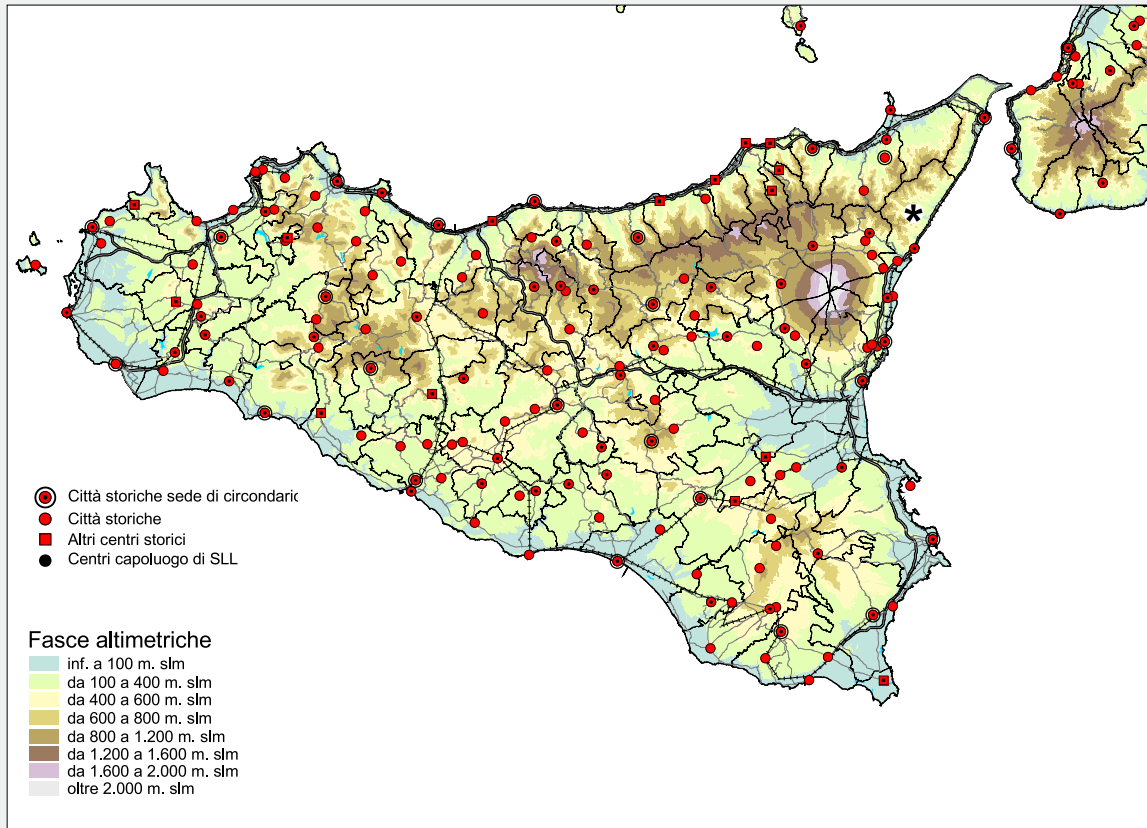 *
Città storiche sede di circondaric
Città storiche
Altri centri storici
Centri capoluogo di SLL
Fasce altimetriche
inf. a 100 m. slm
da 100 a 400 m. slm
da 400 a 600 m. slm
da 600 a 800 m. slm
da 800 a 1.200 m. slm
da 1.200 a 1.600 m. slm
da 1.600 a 2.000 m. slm
oltre 2.000 m. slm